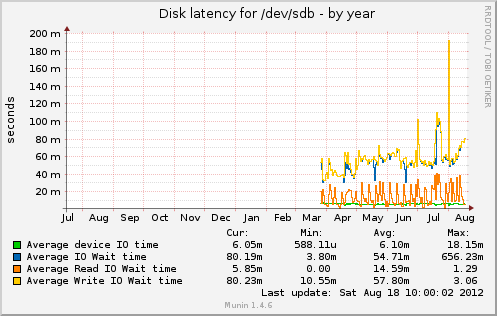 Disk latency for /dev/sdb - by year
RRDTOOL / TOBI OETIKER
seconds
200 m
180 m
160 m
140 m
120 m
100 m
80 m
60 m
40 m
20 m
Jul Aug Sep Oct Nov Dec Jan Feb Mar Apr May Jun Jul Aug
Cur: Min: Avg: Max:
Average device IO time 6.05m 588.11u 6.10m 18.15m
Average IO Wait time 80.19m 3.80m 54.71m 656.23m
Average Read IO Wait time 5.85m 0.00 14.59m 1.29
Average Write IO Wait time 80.23m 10.55m 57.80m 3.06
Last update: Sat Aug 18 10:00:02 2012
Munin 1.4.6